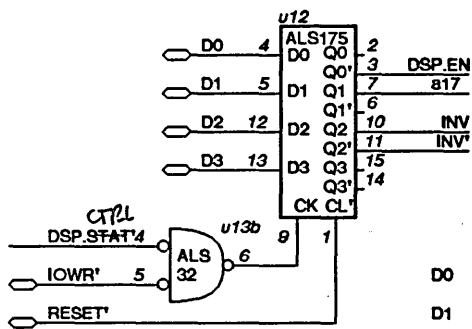 u12
ALS175
D0 4 D0 Q0 2
Q0' 3 DSP.EN
D1 5 D1 Q1 7 817
Q1' 6
D2 12 D2 Q2 10 INV
Q2' 11 INV'
D3 13 D3 Q3 15
Q3' 14
CK CL'
CTRL
u13b
9 1
DSP.STAT' 4
ALS
32
6
IOWR' 5
D0
RESET'
D1